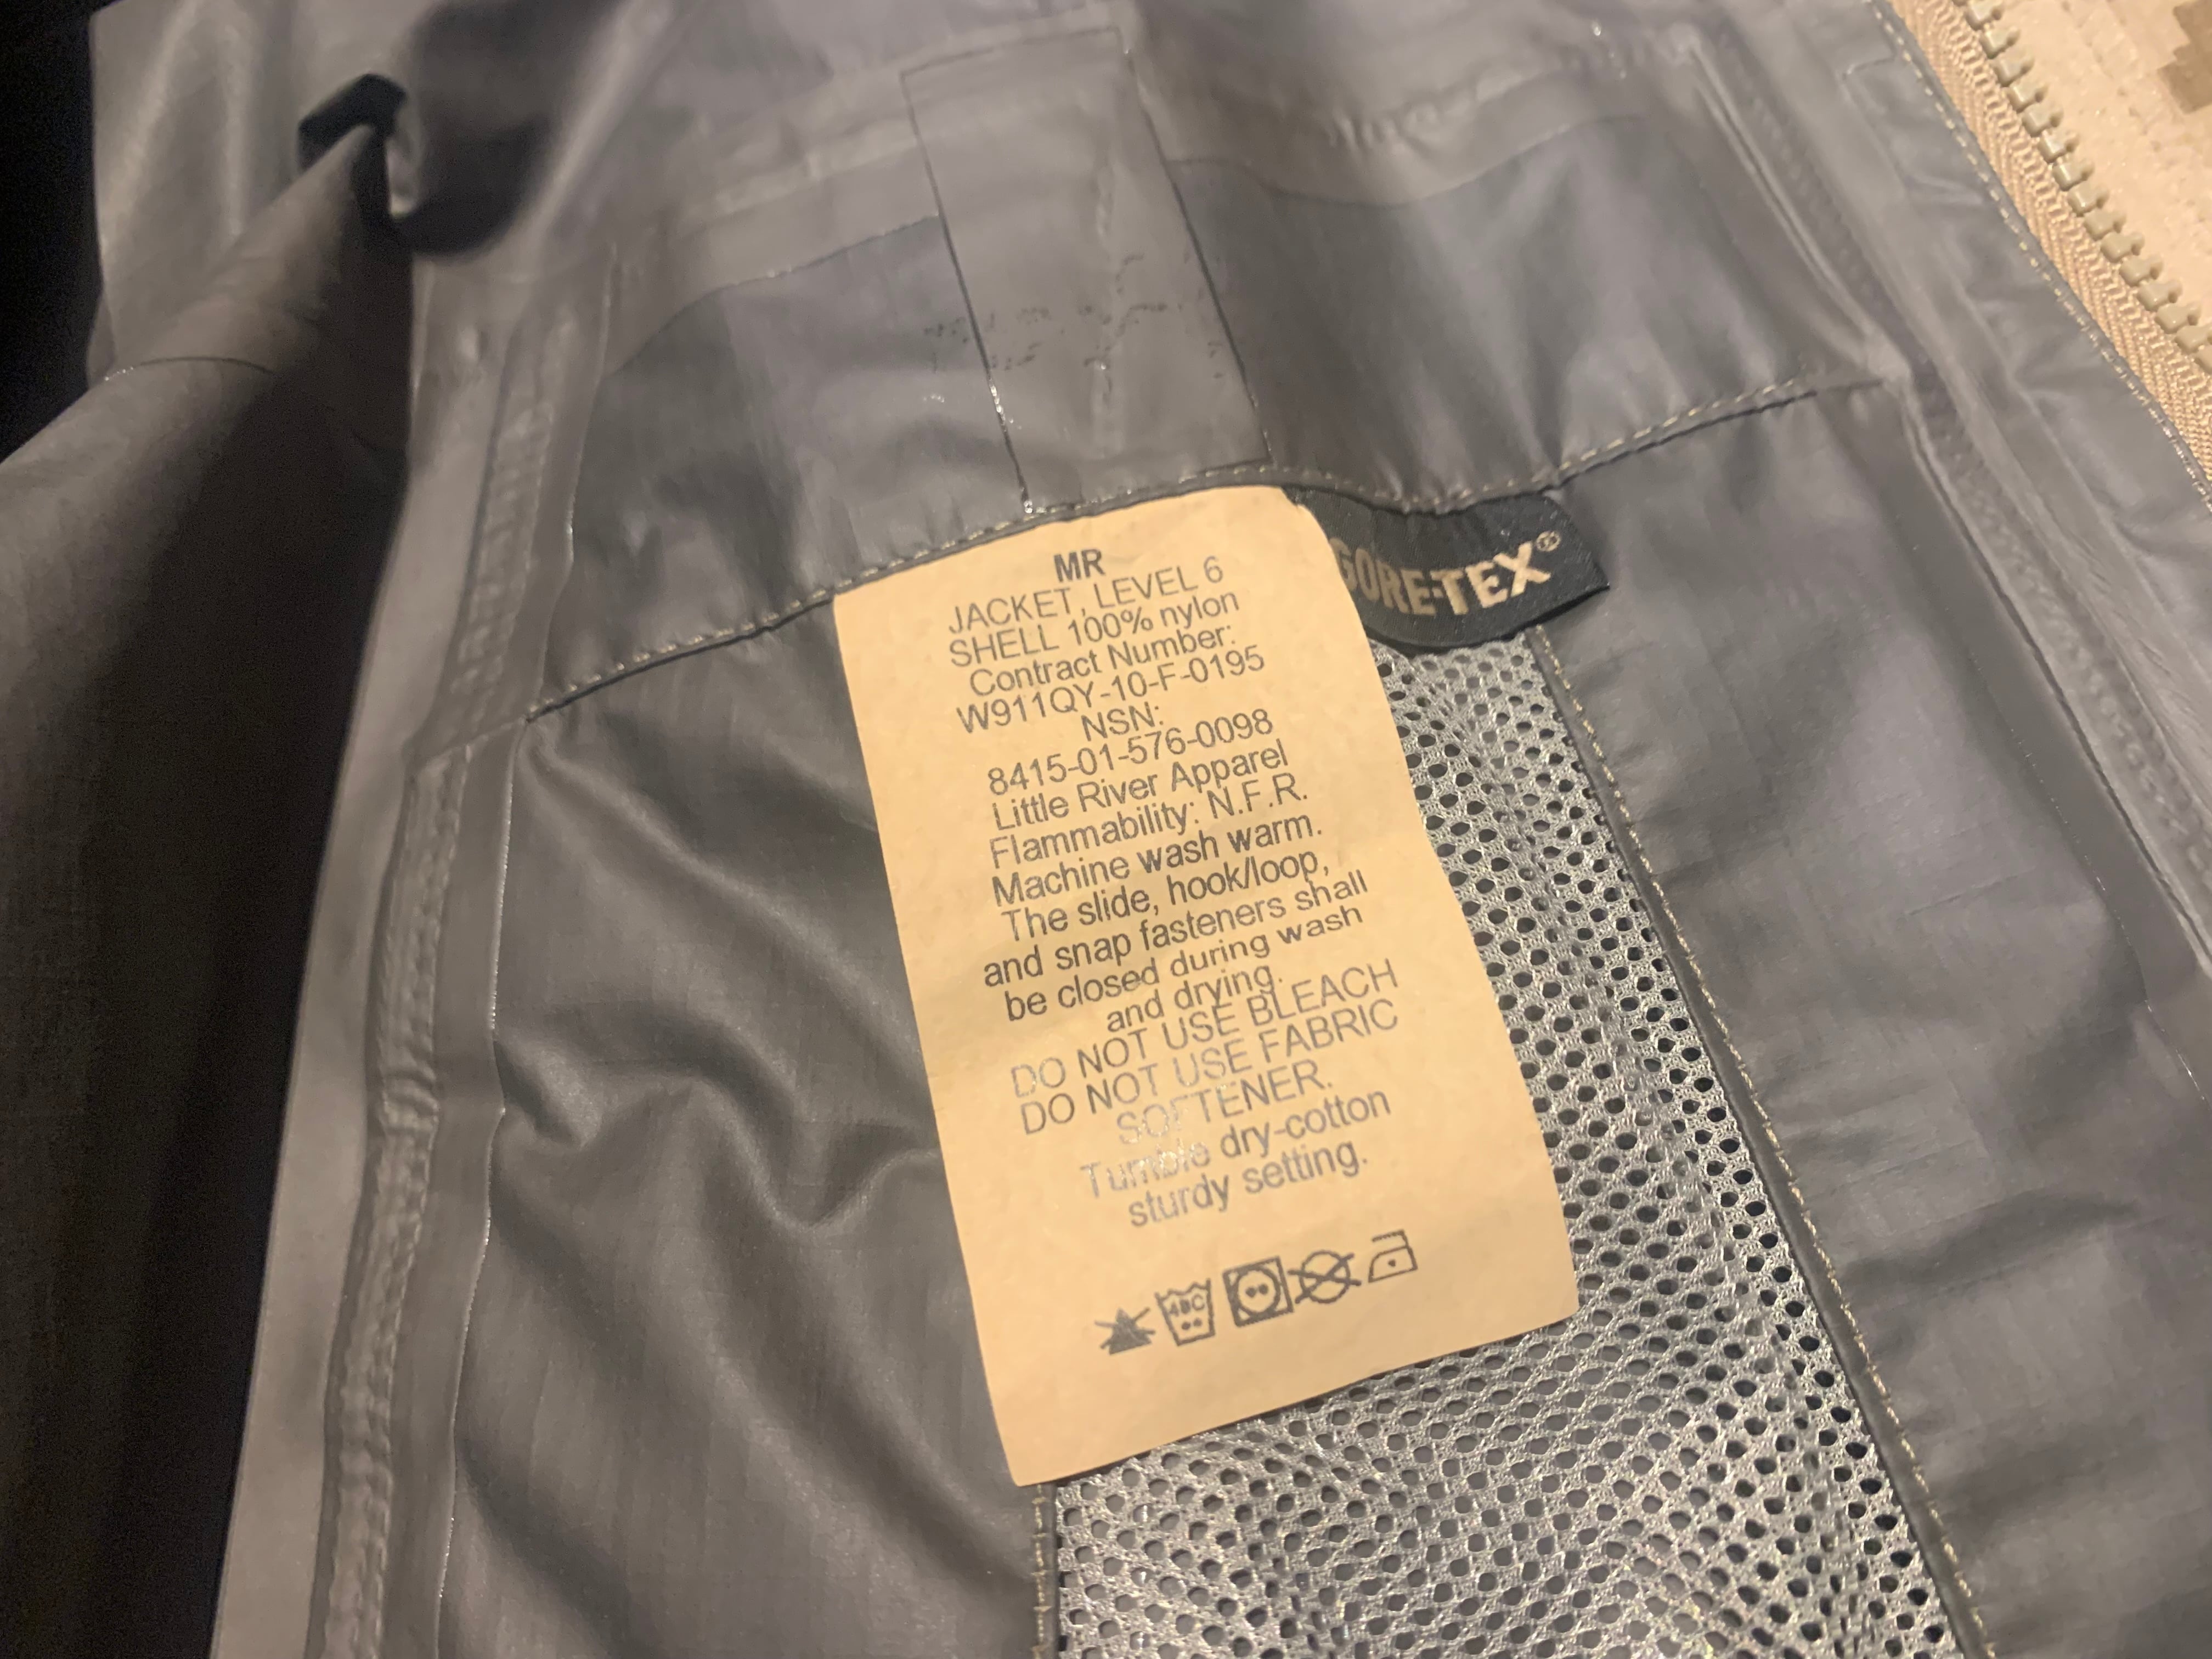 MR
JACKET, LEVEL 6
SHELL 100% nylon
Contract Number:
W911QY-10-F-0195
NSN:
8415-01-576-0098
Little River Apparel
Flammability: N.F.R.
Machine wash warm.
The slide, hook/loop,
and snap fasteners shall
be closed during wash
and drying.
DO NOT USE BLEACH
DO NOT USE FABRIC
SOFTENER.
Tumble dry-cotton
sturdy setting.
40C
GORE-TEX®